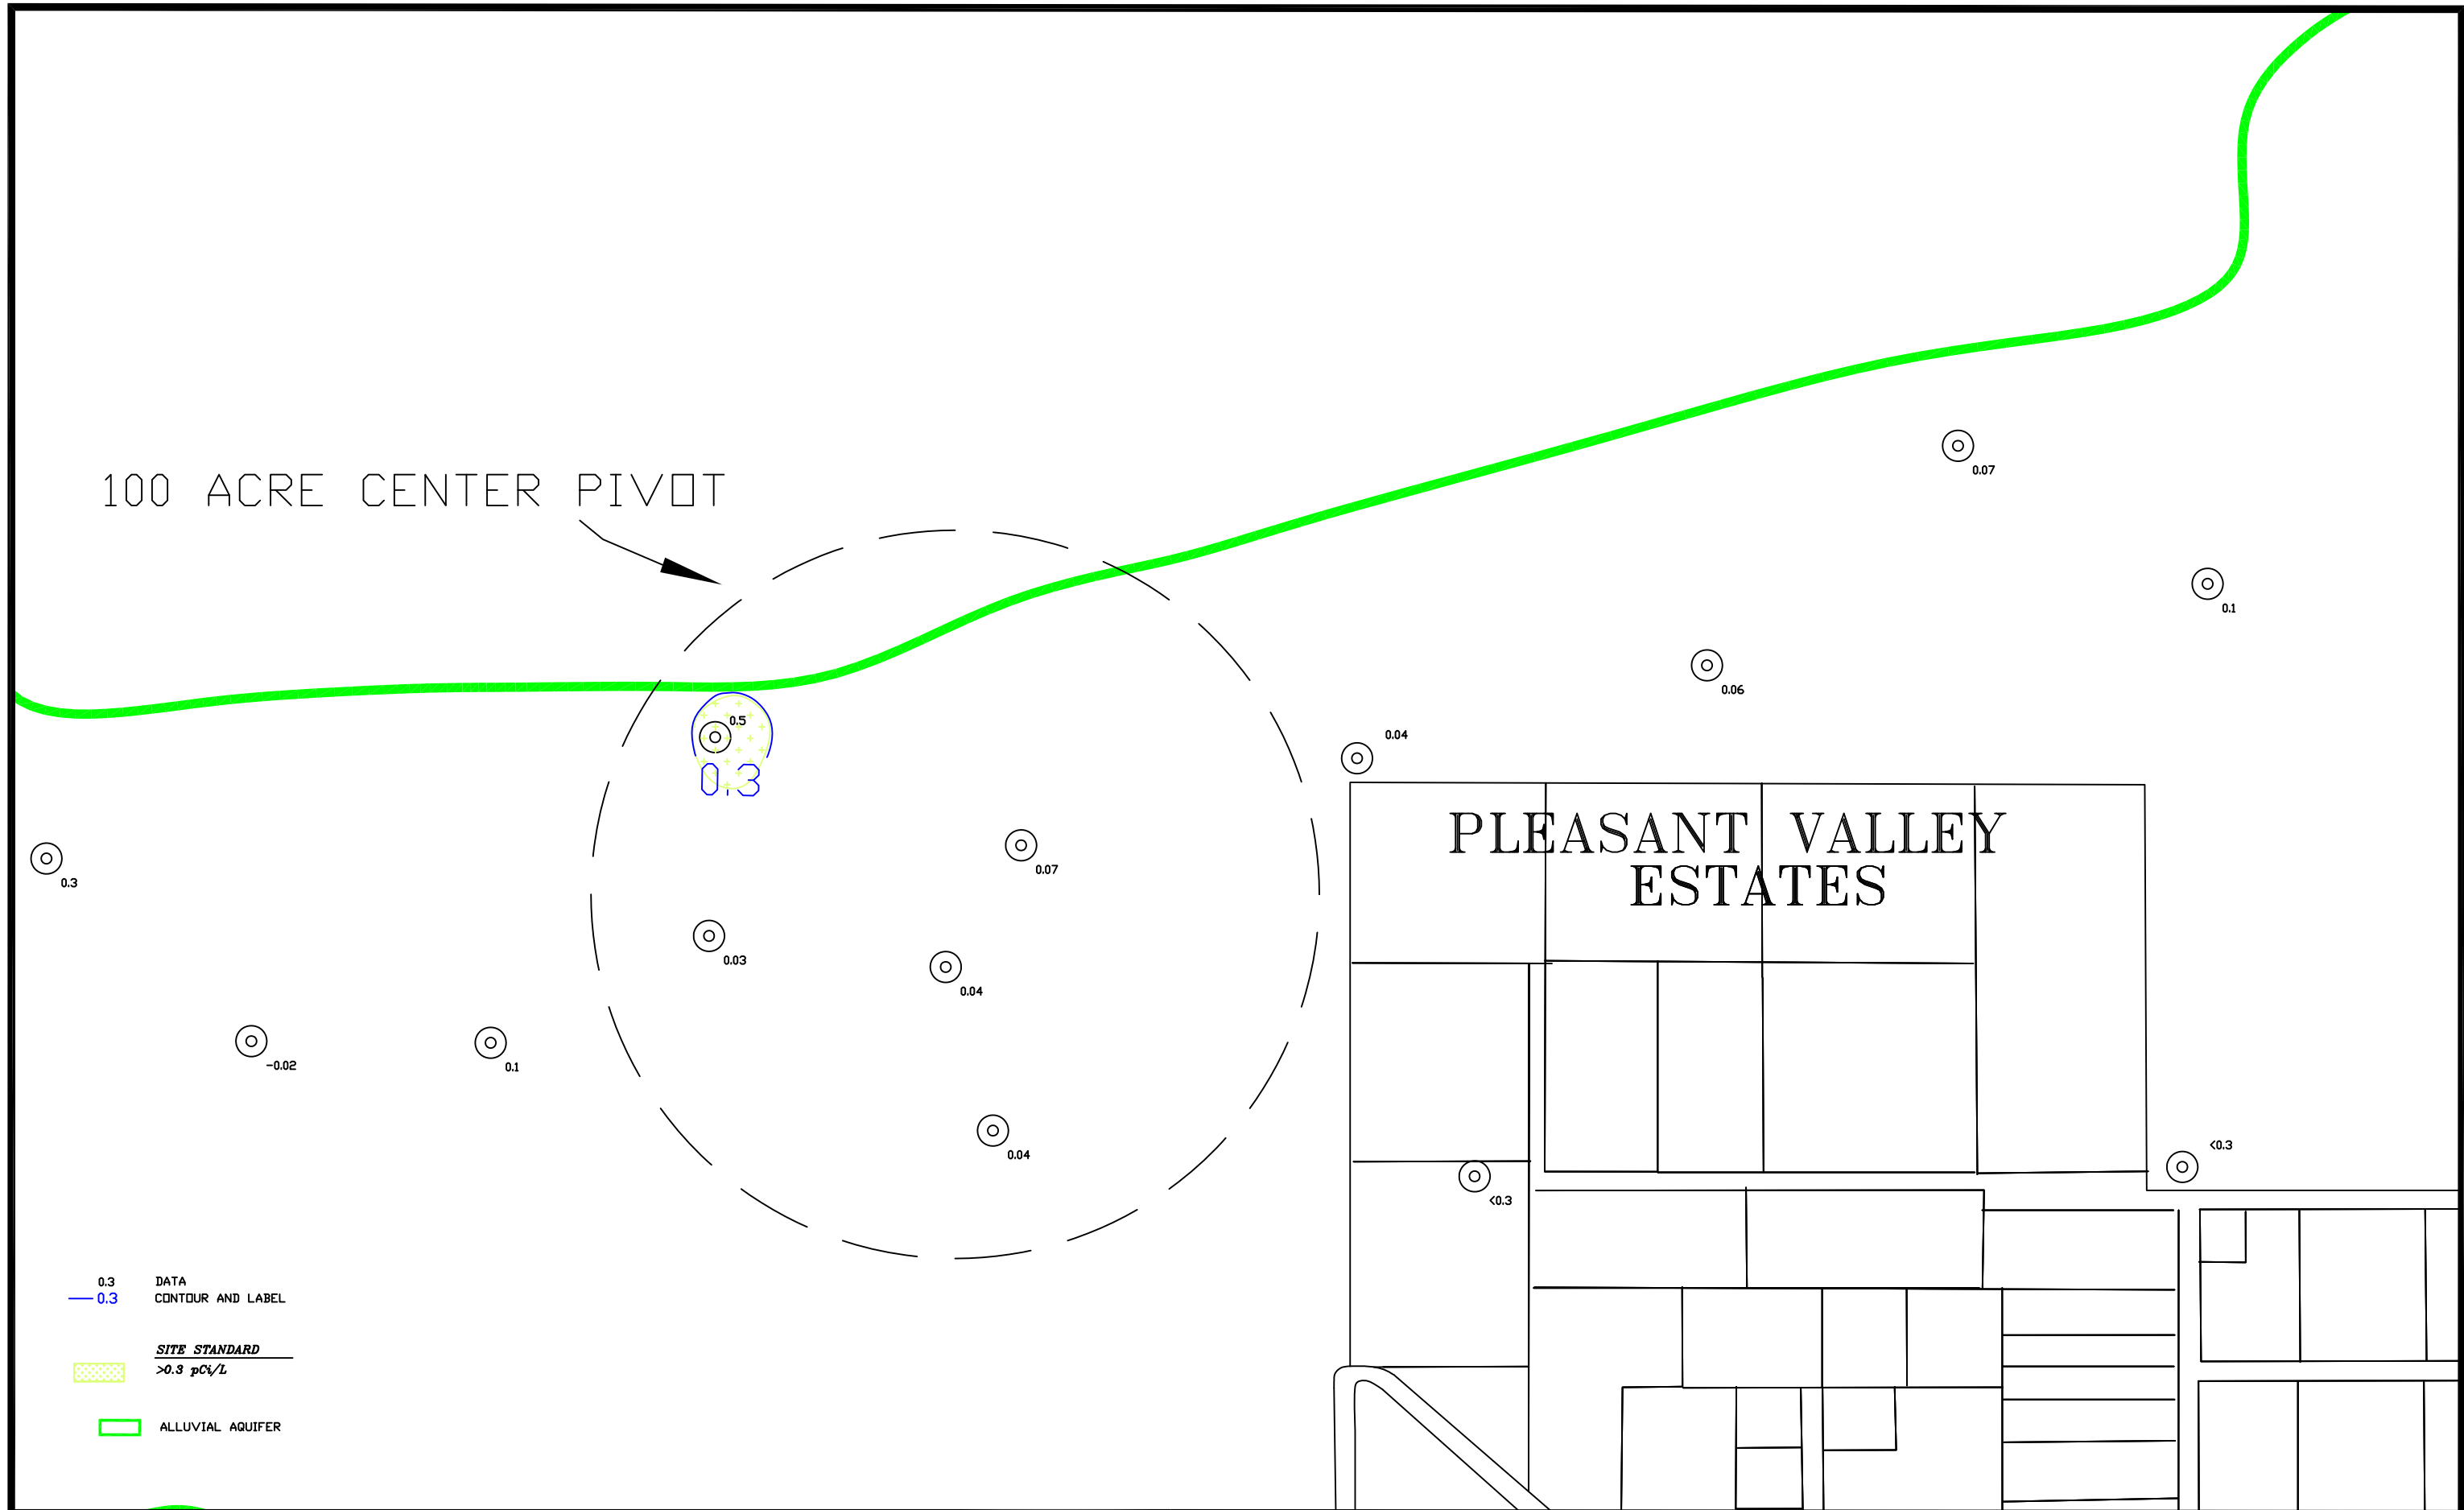 100 ACRE CENTER PIVOT
0.07
0.1
0.06
0.5
0.04
0.3
PLEASANT VALLEY
ESTATES
0.07
0.3
0.03
0.04
-0.02
0.1
0.04
<0.3
<0.3
0.3 DATA
0.3 CONTOUR AND LABEL
SITE STANDARD
>0.3 pCi/L
ALLUVIAL AQUIFER